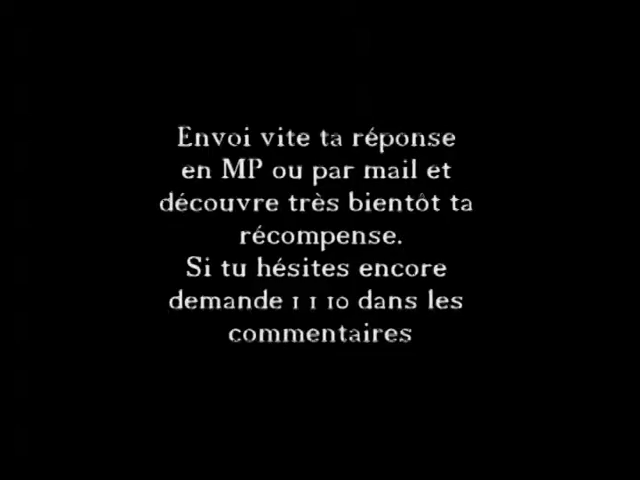 Envoi vite ta réponse
en MP ou par mail et
découvre très bientôt ta
récompense.
Si tu hésites encore
demande 1 1 10 dans les
commentaires